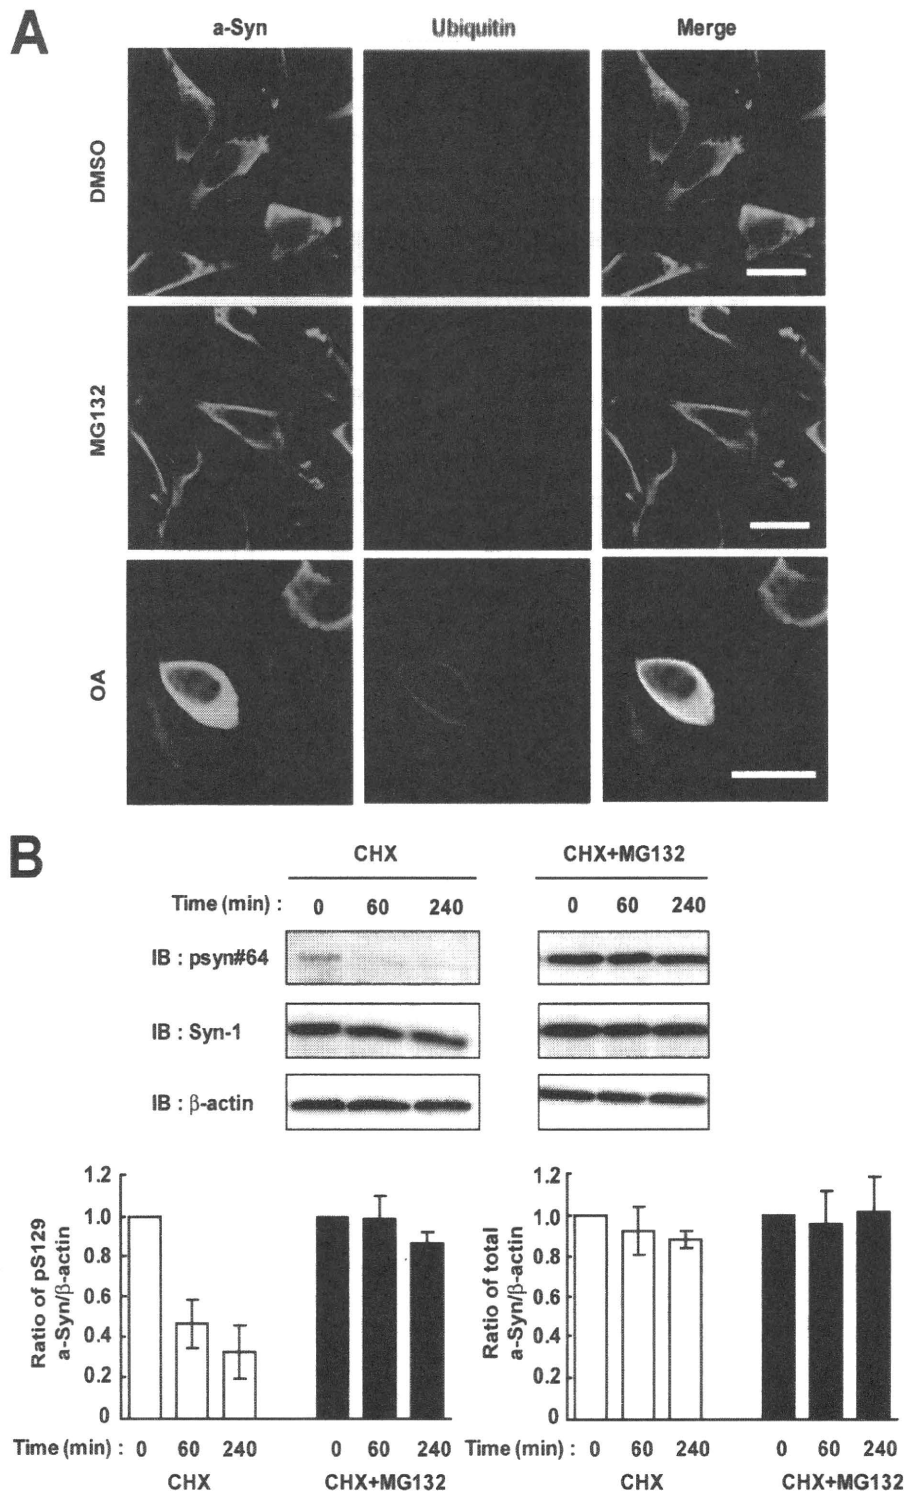 A
a-Syn Ubiquitin Merge
DMSO
MG132
OA
B
CHX CHX+MG132
Time (min) : 0 60 240 0 60 240
IB : psyn#64
IB : Syn-1
IB : β-actin
Ratio of pS129
a-Syn/β-actin
1.2
1.0
0.8
0.6
0.4
0.2
0
Time (min) : 0 60 240 0 60 240
CHX CHX+MG132
Ratio of total
a-Syn/β-actin
1.2
1.0
0.8
0.6
0.4
0.2
0
Time (min) : 0 60 240 0 60 240
CHX CHX+MG132